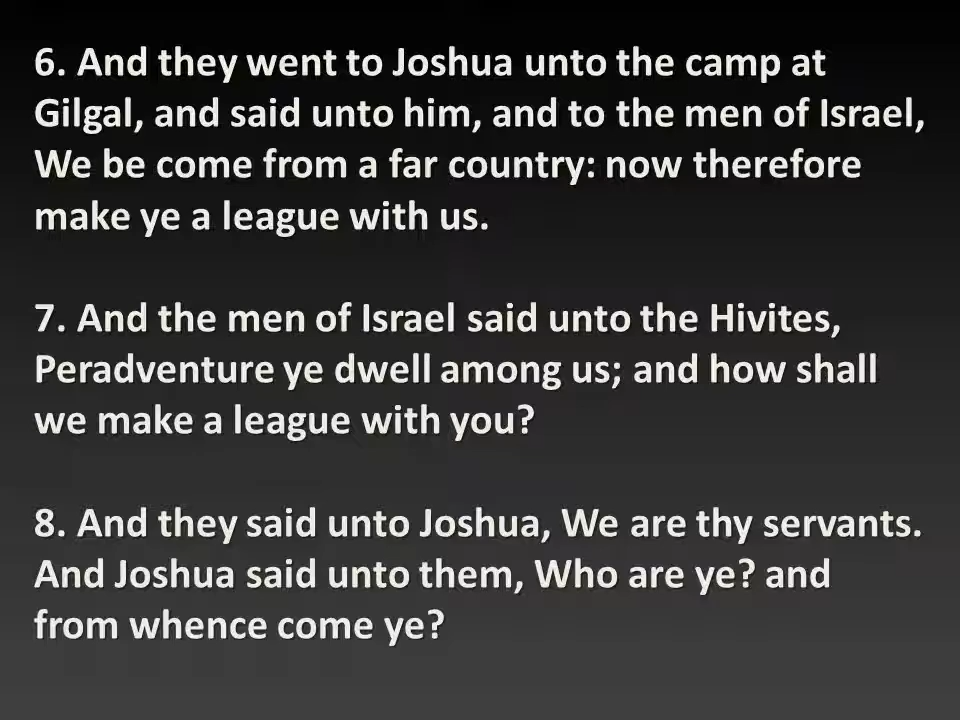 6. And they went to Joshua unto the camp at
Gilgal, and said unto him, and to the men of Israel,
We be come from a far country: now therefore
make ye a league with us.
7. And the men of Israel said unto the Hivites,
Peradventure ye dwell among us; and how shall
we make a league with you?
8. And they said unto Joshua, We are thy servants.
And Joshua said unto them, Who are ye? and
from whence come ye?